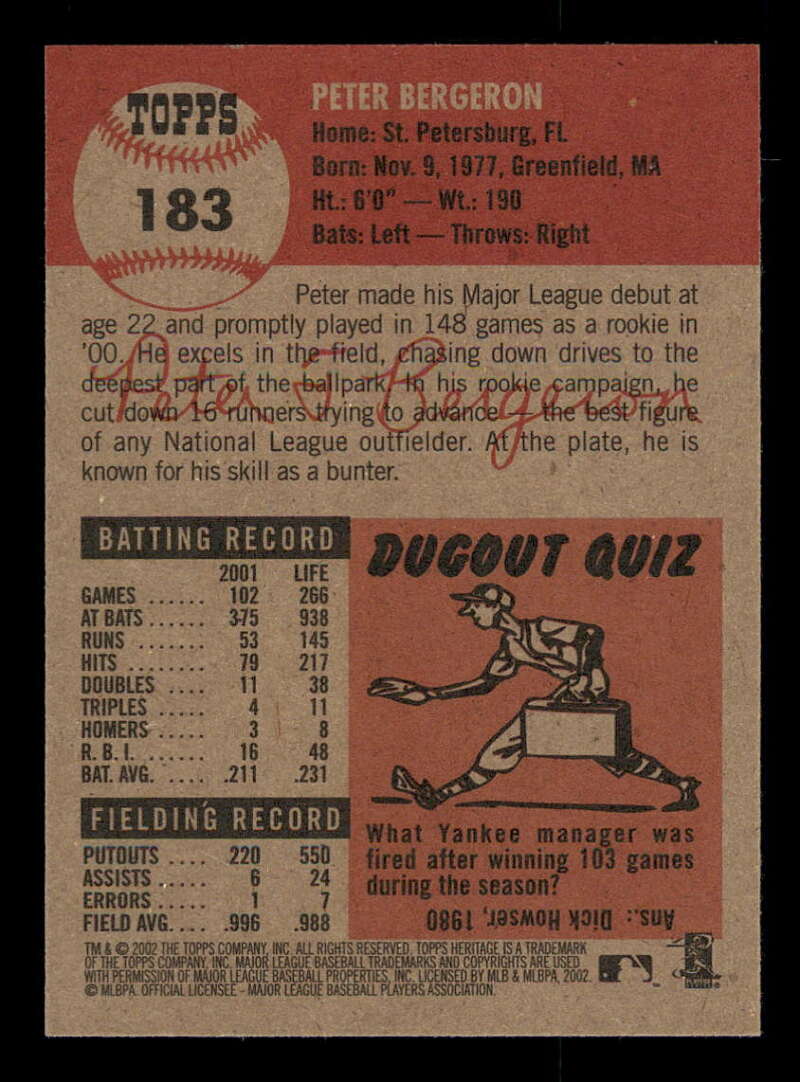 TOPPS
183
PETER BERGERON
Home: St. Petersburg, FL
Born: Nov. 9, 1977, Greenfield, MA
Ht.: 6'0" — Wt.: 190
Bats: Left — Throws: Right
Peter made his Major League debut at
age 22 and promptly played in 148 games as a rookie in
'00. He excels in the field, chasing down drives to the
deepest part of the ballpark. In his rookie campaign, he
cut down 16 runners trying to advance — the best figure
of any National League outfielder. At the plate, he is
known for his skill as a bunter.
Peter S Bergeron
BATTING RECORD
2001 LIFE
GAMES ...... 102 266
AT BATS ...... 375 938
RUNS ....... 53 145
HITS ........ 79 217
DOUBLES .... 11 38
TRIPLES ..... 4 11
HOMERS ..... 3 8
R.B.I. ...... 16 48
BAT. AVG. .... .211 .231
FIELDING RECORD
PUTOUTS .... 220 550
ASSISTS ..... 6 24
ERRORS ..... 1 7
FIELD AVG. ... .996 .988
DUGOUT QUIZ
What Yankee manager was
fired after winning 103 games
during the season?
Ans.: Dick Howser, 1980
TM & © 2002 THE TOPPS COMPANY, INC. ALL RIGHTS RESERVED. TOPPS HERITAGE IS A TRADEMARK
OF THE TOPPS COMPANY, INC. MAJOR LEAGUE BASEBALL TRADEMARKS AND COPYRIGHTS ARE USED
WITH PERMISSION OF MAJOR LEAGUE BASEBALL PROPERTIES, INC. LICENSED BY MLB & MLBPA, 2002.
© MLBPA. OFFICIAL LICENSEE - MAJOR LEAGUE BASEBALL PLAYERS ASSOCIATION.